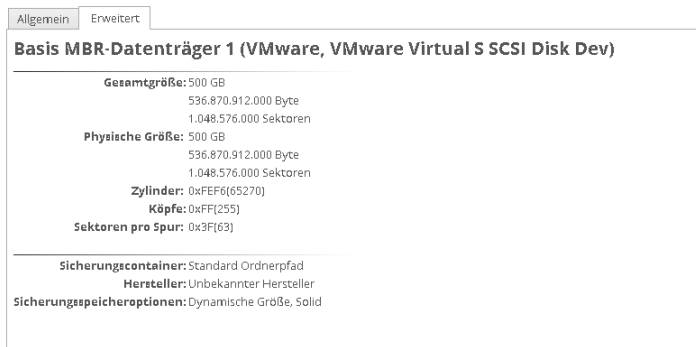 Allgemein Erweitert
Basis MBR-Datenträger 1 (VMware, VMware Virtual S SCSI Disk Dev)
Gesamtgröße: 500 GB
536.870.912.000 Byte
1.048.576.000 Sektoren
Physische Größe: 500 GB
536.870.912.000 Byte
1.048.576.000 Sektoren
Zylinder: 0xFEF6(65270)
Köpfe: 0xFF(255)
Sektoren pro Spur: 0x3F(63)
Sicherungscontainer: Standard Ordnerpfad
Hersteller: Unbekannter Hersteller
Sicherungsspeicheroptionen: Dynamische Größe, Solid